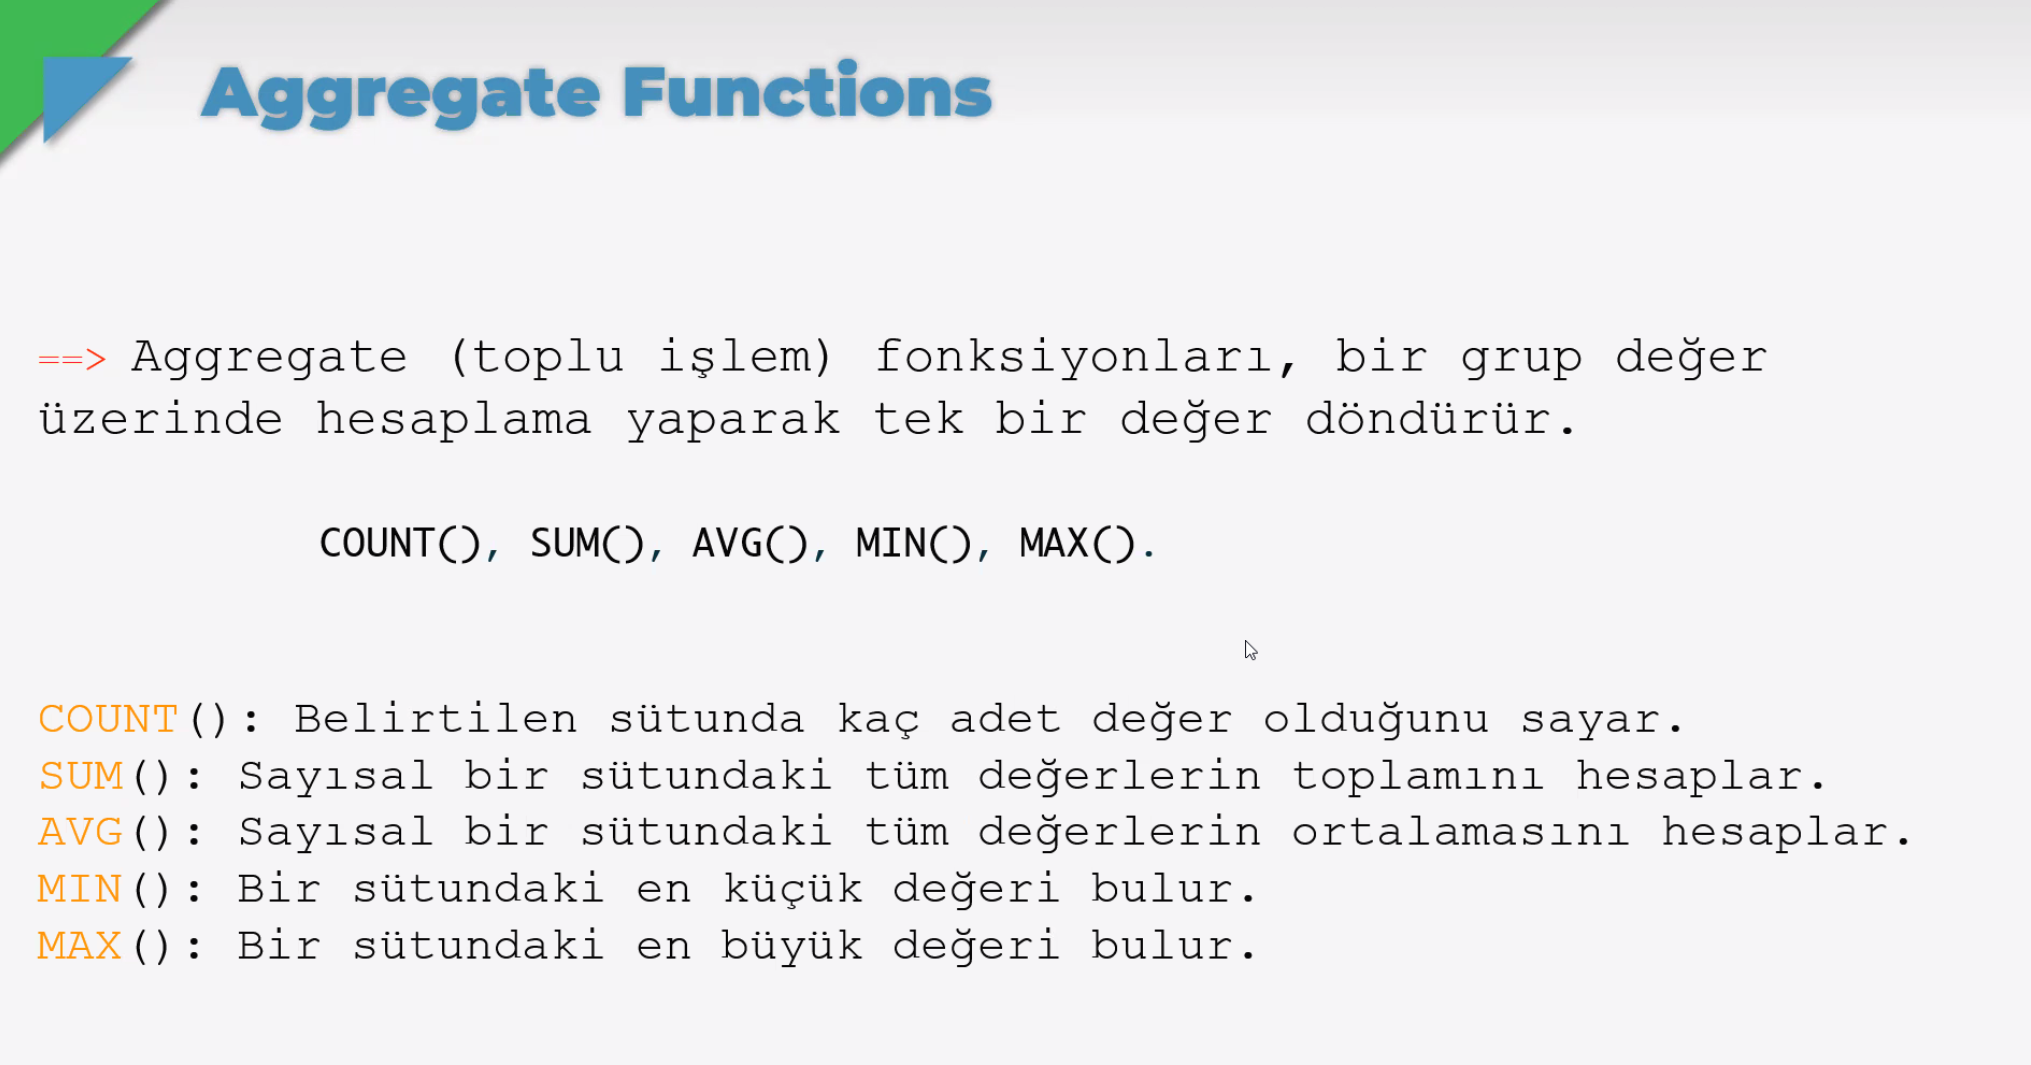 Aggregate Functions
==> Aggregate (toplu işlem) fonksiyonları, bir grup değer
üzerinde hesaplama yaparak tek bir değer döndürür.
COUNT(), SUM(), AVG(), MIN(), MAX().
COUNT(): Belirtilen sütunda kaç adet değer olduğunu sayar.
SUM(): Sayısal bir sütundaki tüm değerlerin toplamını hesaplar.
AVG(): Sayısal bir sütundaki tüm değerlerin ortalamasını hesaplar.
MIN(): Bir sütundaki en küçük değeri bulur.
MAX(): Bir sütundaki en büyük değeri bulur.